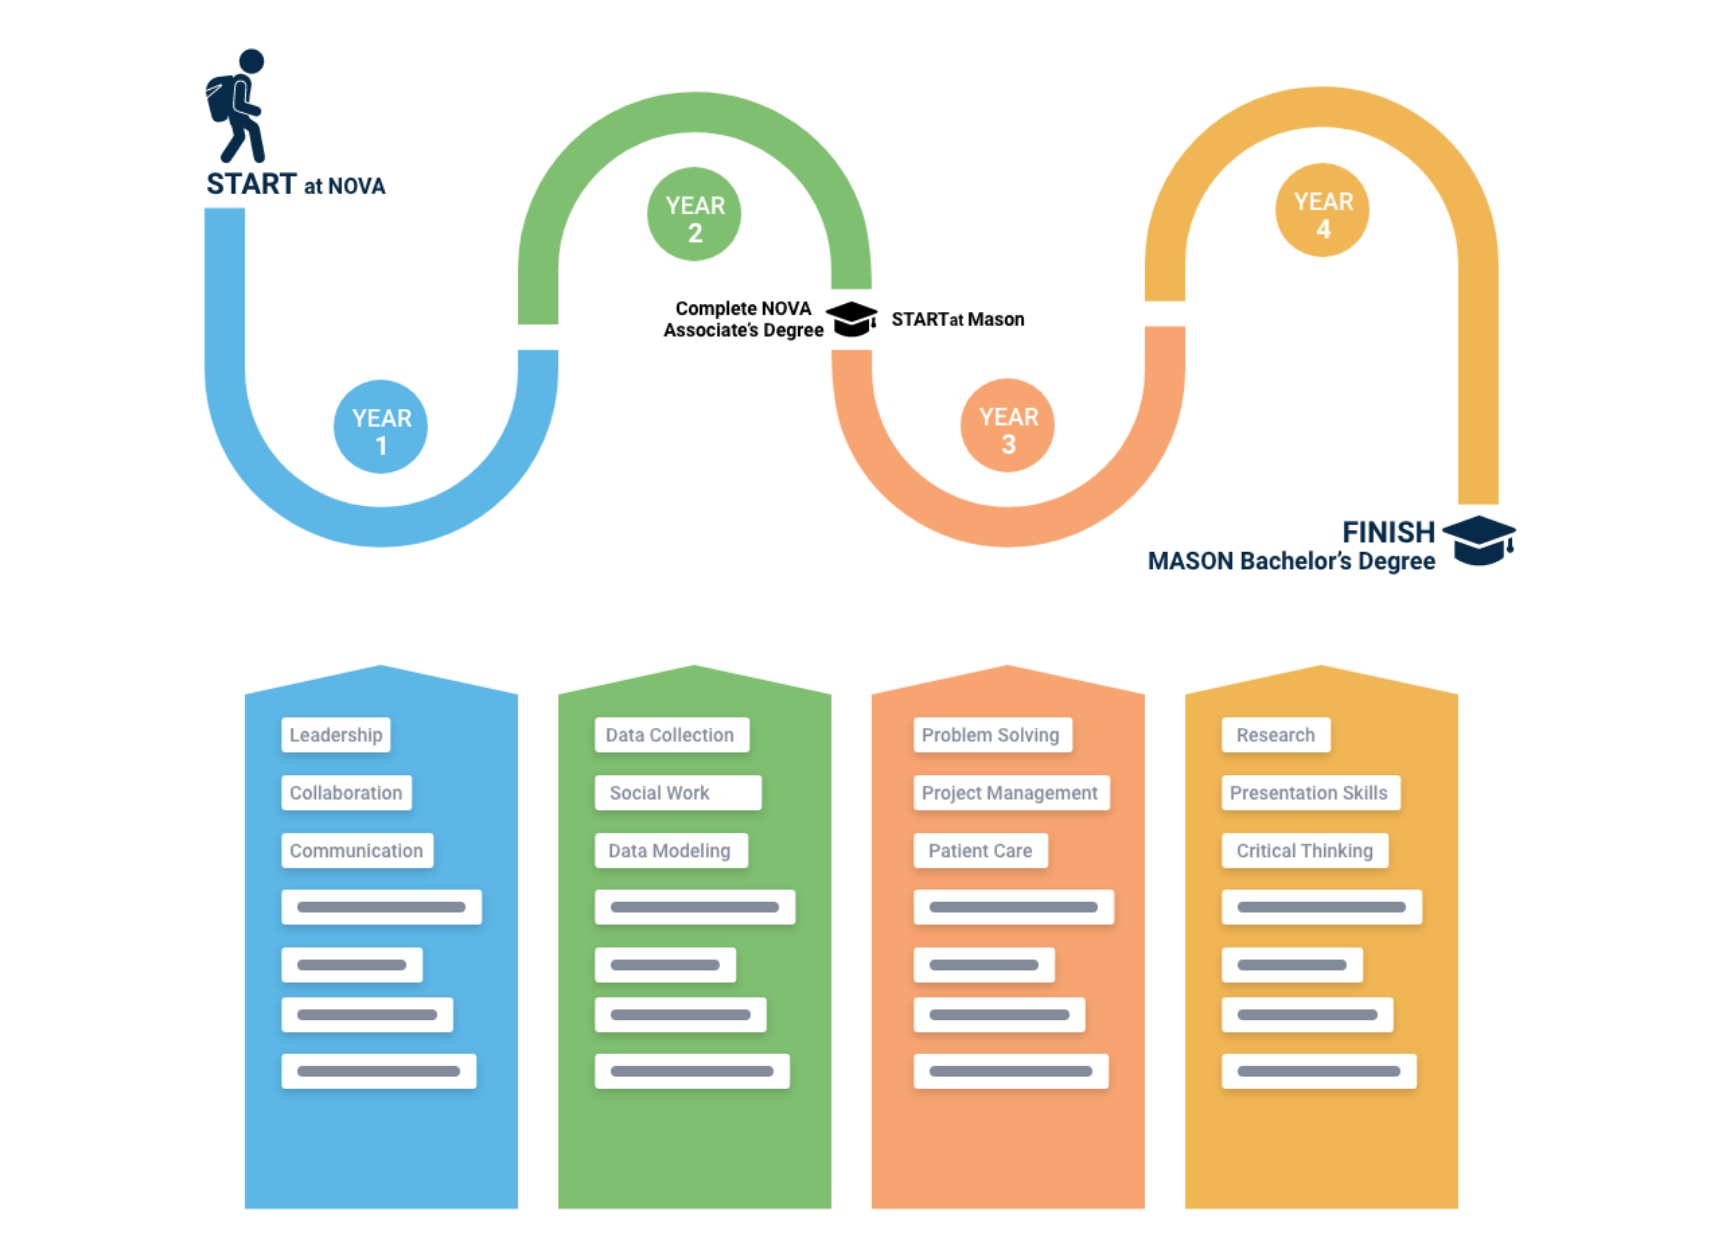 START at NOVA
YEAR
1
YEAR
2
Complete NOVA
Associate's Degree
STARTat Mason
YEAR
3
YEAR
4
FINISH
MASON Bachelor's Degree
Leadership
Collaboration
Communication
Data Collection
Social Work
Data Modeling
Problem Solving
Project Management
Patient Care
Research
Presentation Skills
Critical Thinking